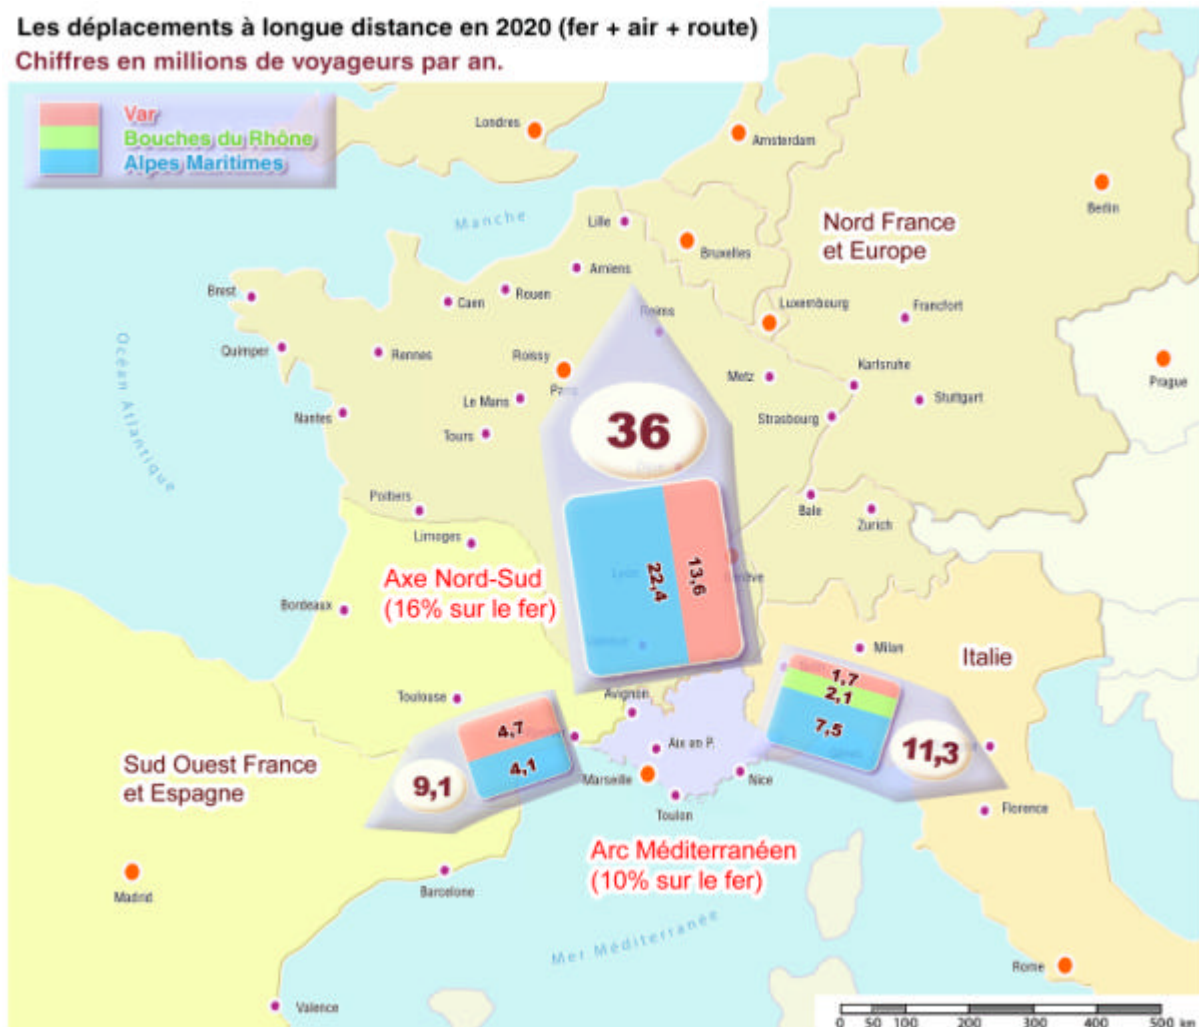 Les déplacements à longue distance en 2020 (fer + air + route)
Chiffres en millions de voyageurs par an.
Var
Bouches du Rhône
Alpes Maritimes
Londres
Amsterdam
Berlin
Manche
Lille
Bruxelles
Nord France
et Europe
Amiens
Brest
Caen
Rouen
Reims
Luxembourg
Francfort
Océan Atlantique
Quimper
Rennes
Roissy
Paris
Metz
Karlsruhe
Prague
Le Mans
Stuttgart
Nantes
Strasbourg
Tours
36
Poitiers
Bale
Zurich
Limoges
Axe Nord-Sud
(16% sur le fer)
Lyon
22,4
13,6
Genève
Bordeaux
Milan
Italie
Toulouse
Avignon
1,7
2,1
7,5
11,3
4,7
4,1
9,1
Sud Ouest France
et Espagne
Aix en P.
Marseille
Nice
Toulon
Florence
Arc Méditerranéen
(10% sur le fer)
Madrid
Barcelone
Mer Méditerranée
Rome
Valence
0 50 100 200 300 400 500 km